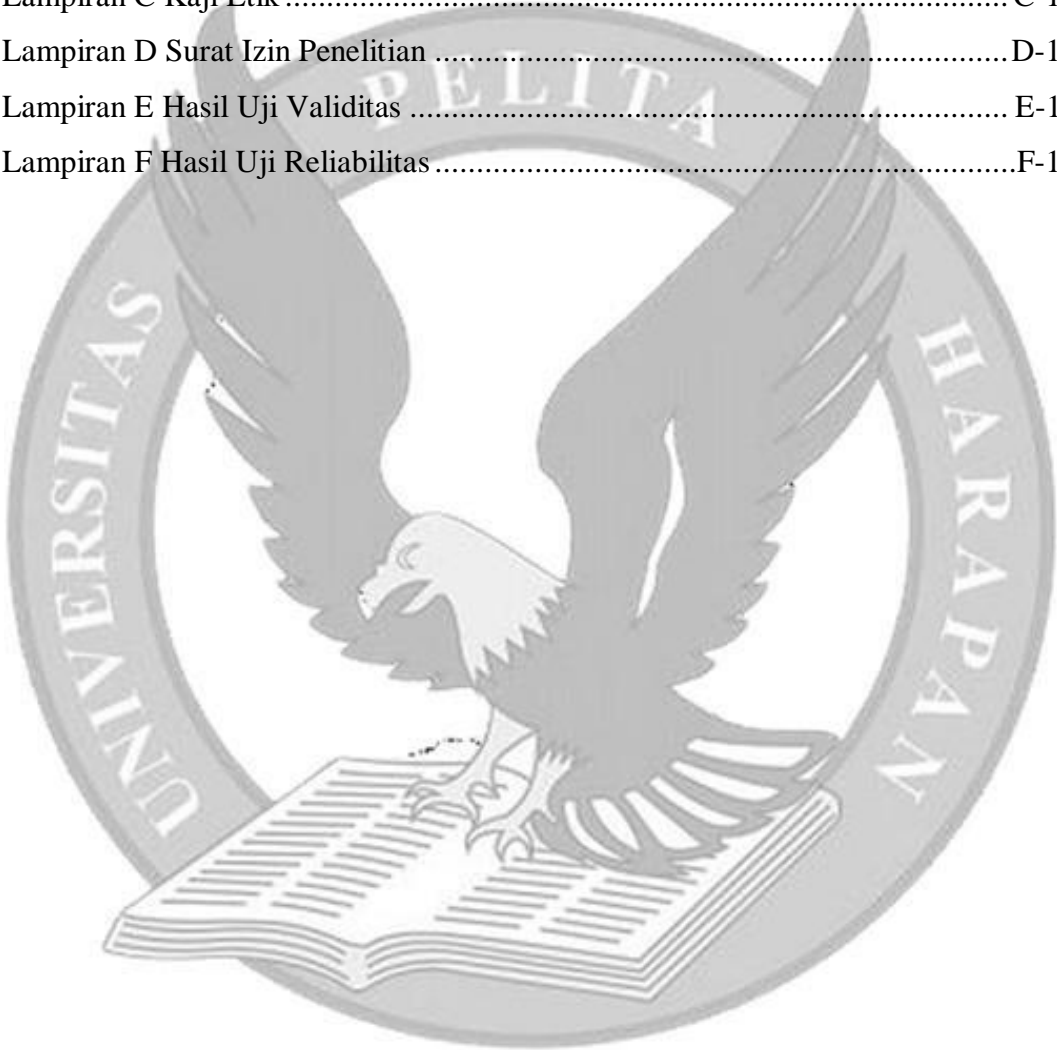 Lampiran C Kaji Etik ........................................................................................ C-1
Lampiran D Surat Izin Penelitian ...................................................................... D-1
Lampiran E Hasil Uji Validitas ......................................................................... E-1
Lampiran F Hasil Uji Reliabilitas .......................................................................F-1
UNIVERSITAS PELITA HARAPAN